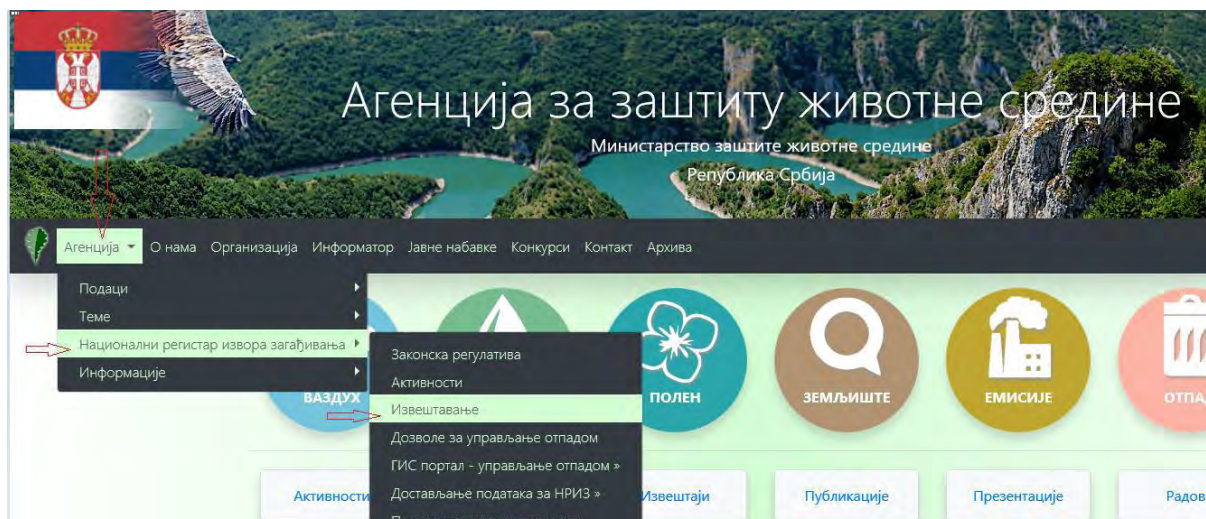 Агенција за заштиту животне средине
Министарство заштите животне средине
Република Србија
Агенција О нама Организација Информатор Јавне набавке Конкурси Контакт Архива
Подаци
Теме
Национални регистар извора загађивања
Информације
Законска регулатива
Активности
Извештавање
Дозволе за управљање отпадом
ГИС портал - управљање отпадом »
Достављање података за НРИЗ »
ВАЗДУХ
ПОЛЕН
ЗЕМЉИШТЕ
ЕМИСИЈЕ
Активности
Извештаји
Публикације
Презентације